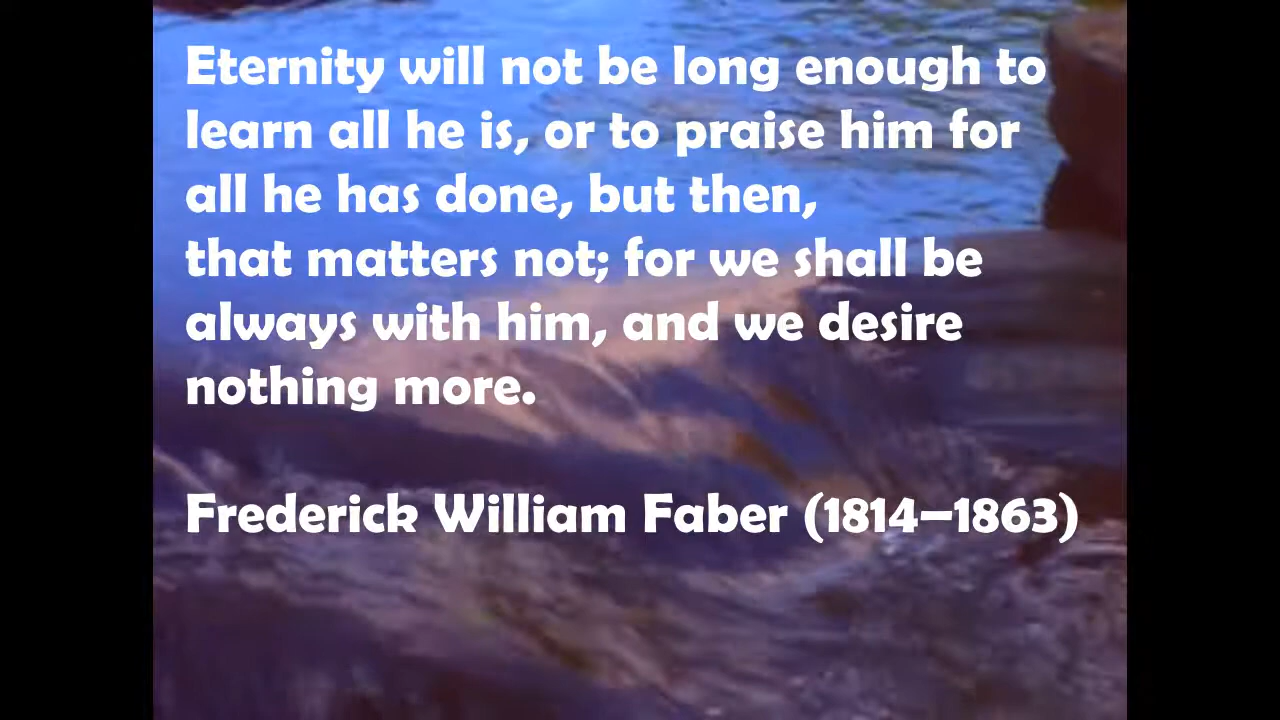 Eternity will not be long enough to
learn all he is, or to praise him for
all he has done, but then,
that matters not; for we shall be
always with him, and we desire
nothing more.
Frederick William Faber (1814–1863)